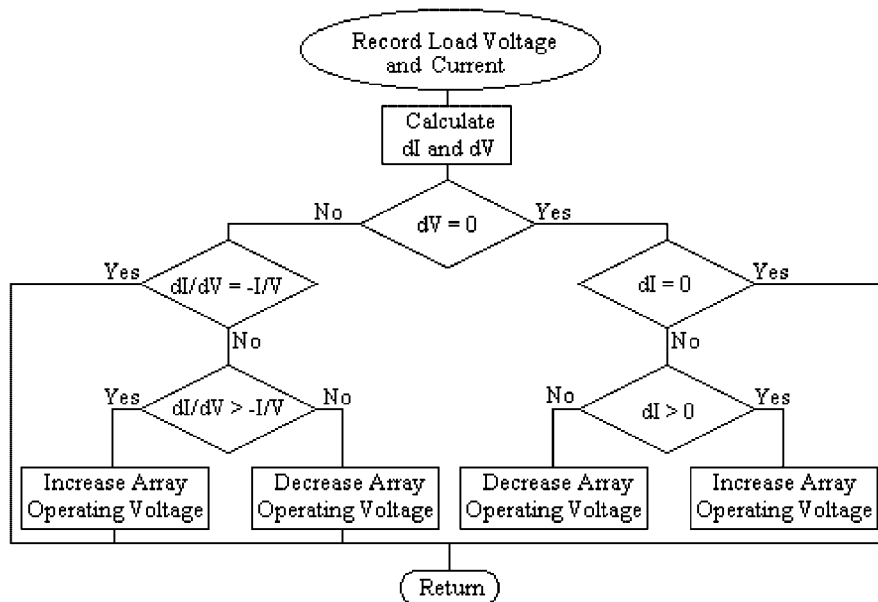 Record Load Voltage
and Current
Calculate
dI and dV
No
dV = 0
Yes
Yes
dI/dV = -I/V
dI = 0
Yes
No
No
Yes
dI/dV > -I/V
No
No
dI > 0
Yes
Increase Array
Operating Voltage
Decrease Array
Operating Voltage
Decrease Array
Operating Voltage
Increase Array
Operating Voltage
Return